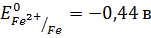 E⁰Fe²⁺/Fe = −0,44 в